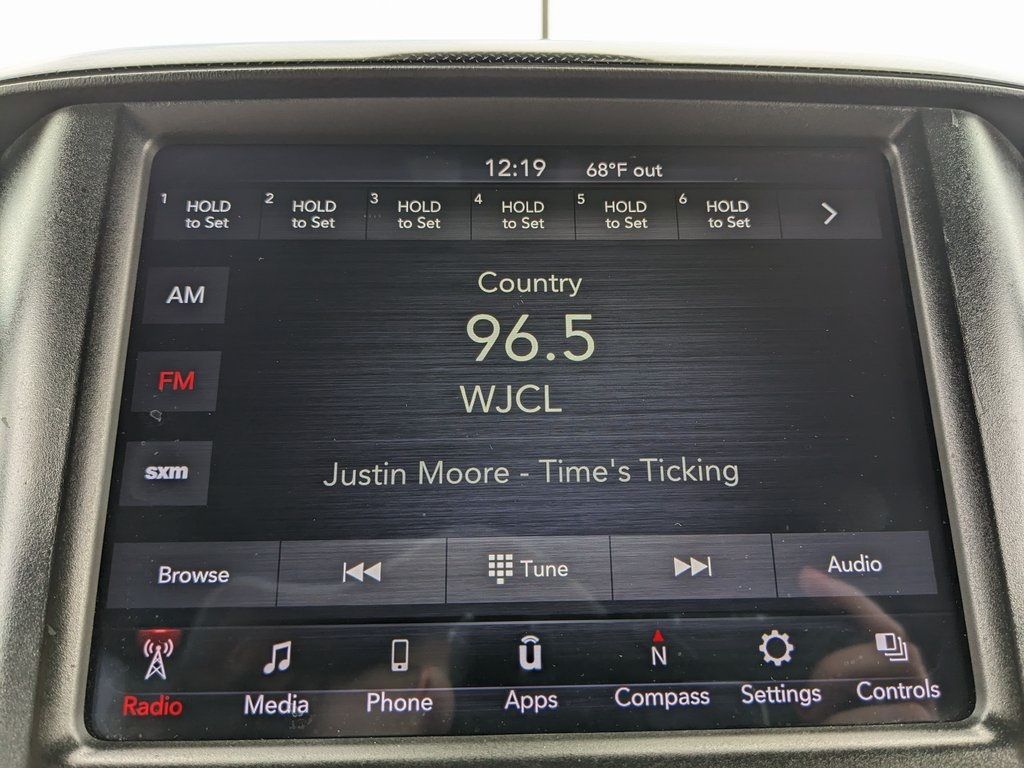 12:19 68°F out
1 HOLD to Set
2 HOLD to Set
3 HOLD to Set
4 HOLD to Set
5 HOLD to Set
6 HOLD to Set
AM
FM
sxm
Country
96.5
WJCL
Justin Moore - Time's Ticking
Browse
Tune
Audio
Radio
Media
Phone
u
Apps
N
Compass
Settings
Controls